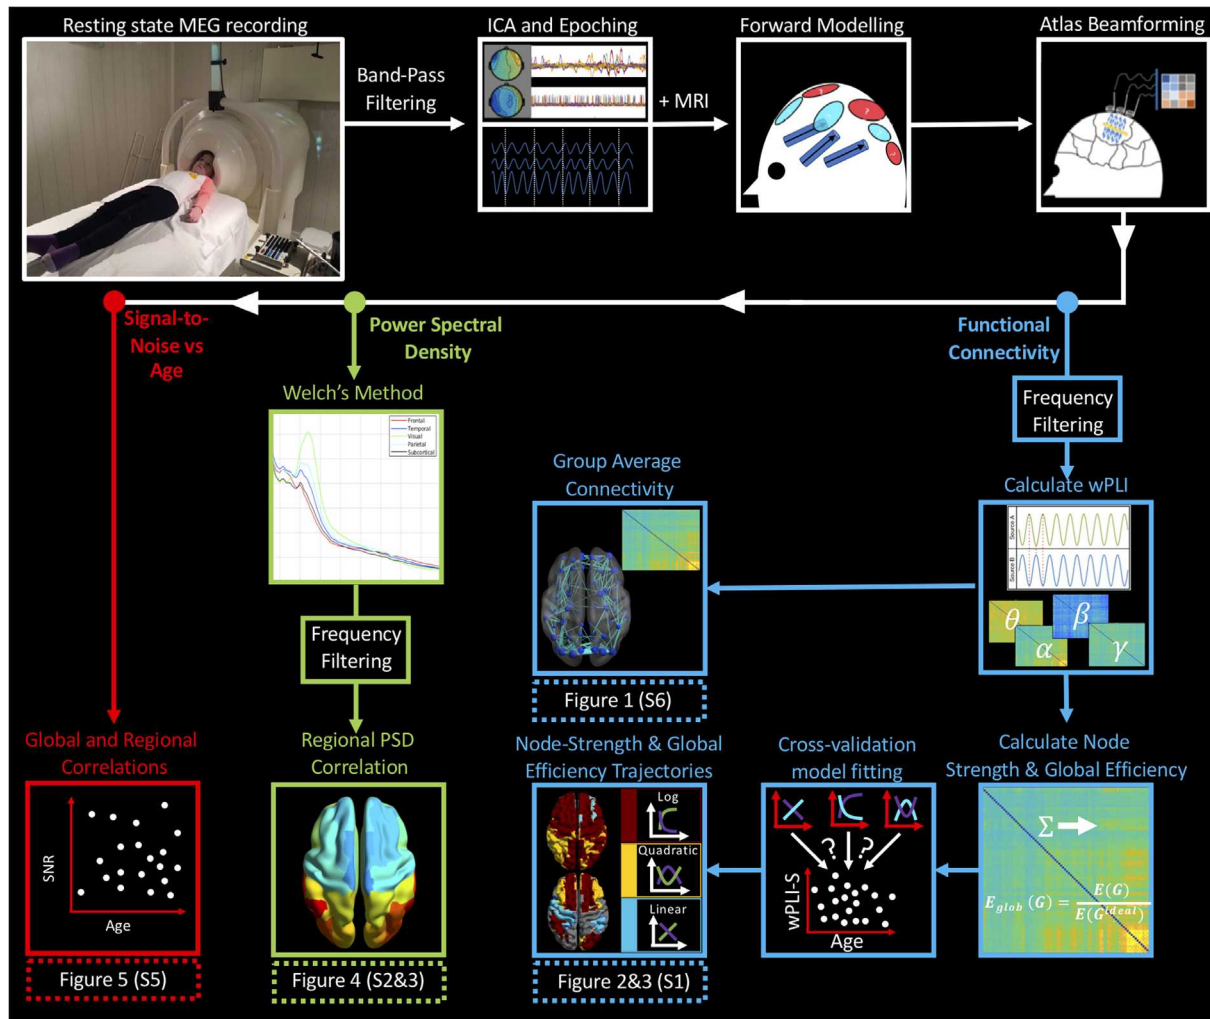 Resting state MEG recording
Band-Pass
Filtering
ICA and Epoching
+ MRI
Forward Modelling
?
?
Atlas Beamforming
Signal-to-
Noise vs
Age
Power Spectral
Density
Functional
Connectivity
Welch's Method
Frontal
Temporal
Visual
Parietal
Subcortical
Frequency
Filtering
Group Average
Connectivity
Calculate wPLI
Source A
Source B
θ
α
β
γ
Frequency
Filtering
Figure 1 (S6)
Global and Regional
Correlations
SNR
Age
Figure 5 (S5)
Regional PSD
Correlation
Figure 4 (S2&3)
Node-Strength & Global
Efficiency Trajectories
Log
Quadratic
Linear
Figure 2&3 (S1)
Cross-validation
model fitting
? ?
wPLI-S
Age
Calculate Node
Strength & Global Efficiency
Σ
E_glob (G) = E(G) / E(G^ideal)